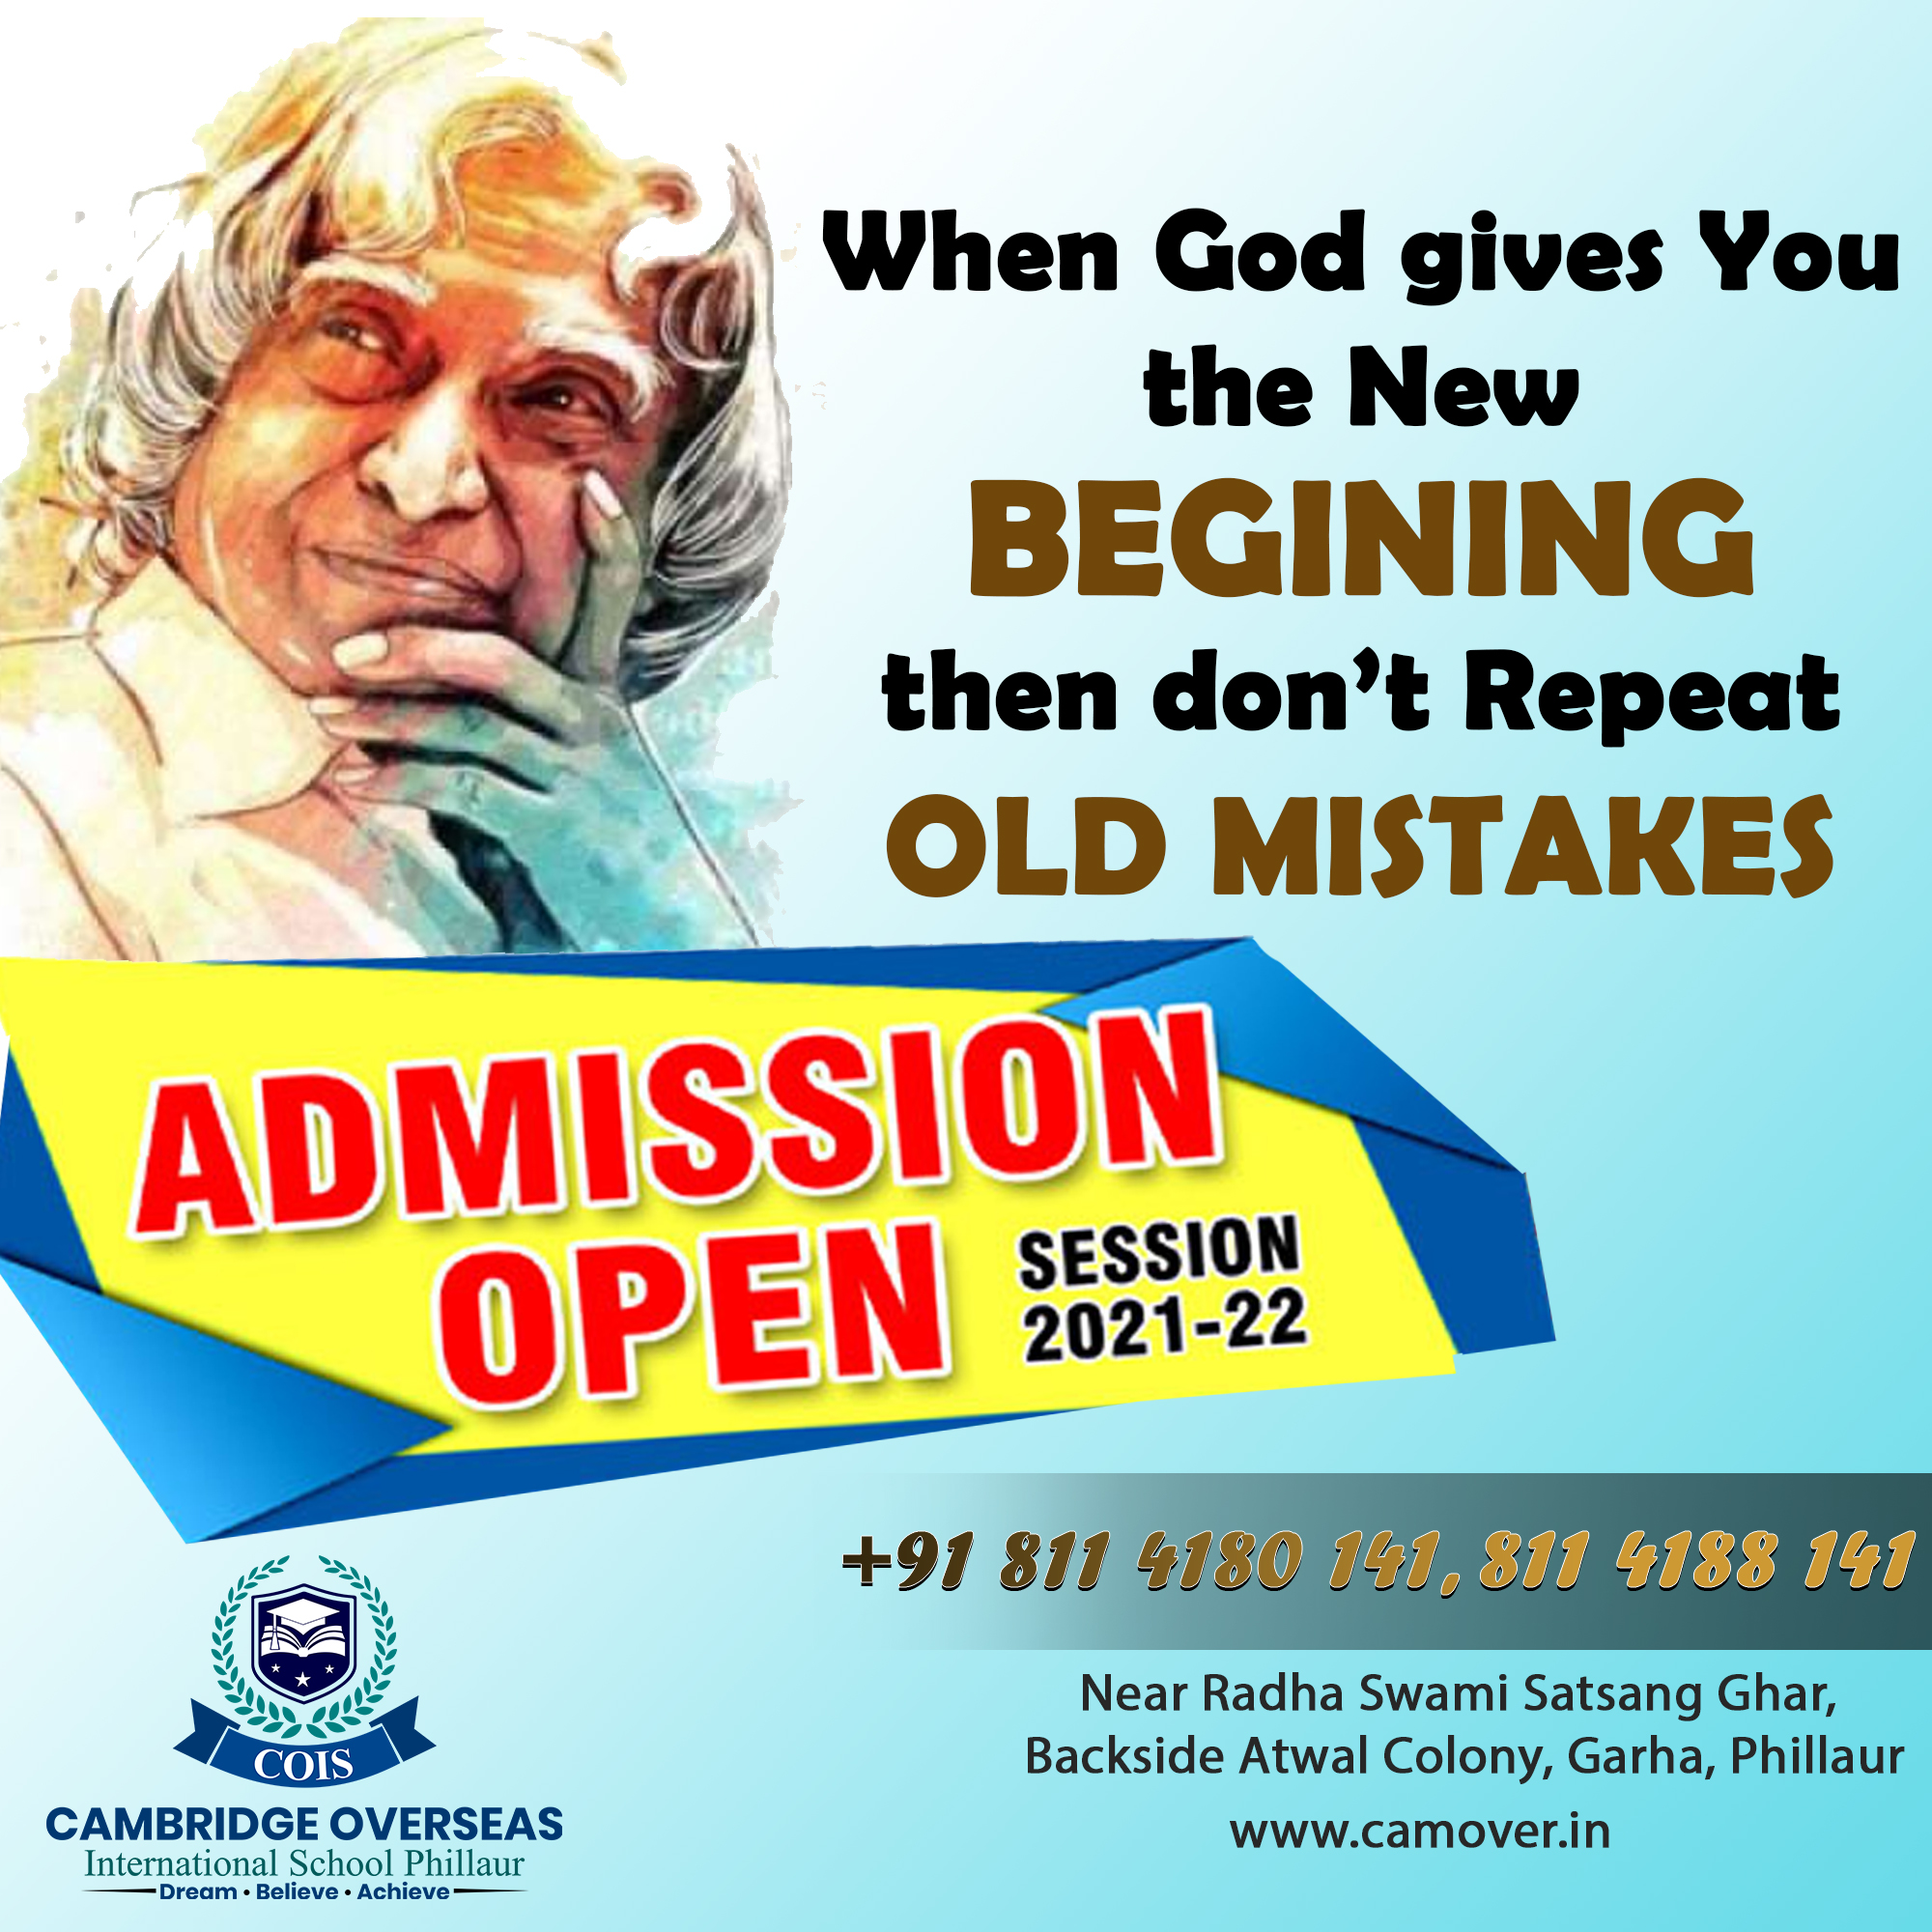 When God gives You
the New
BEGINING
then don't Repeat
OLD MISTAKES
ADMISSION
OPEN
SESSION
2021-22
+91 811 4180 141, 811 4188 141
Near Radha Swami Satsang Ghar,
Backside Atwal Colony, Garha, Phillaur
www.camover.in
COIS
CAMBRIDGE OVERSEAS
International School Phillaur
Dream • Believe • Achieve